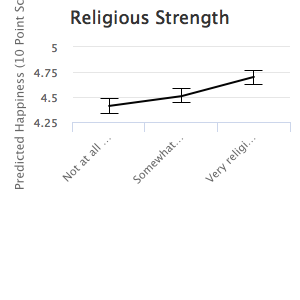 Religious Strength
Predicted Happiness (10 Point Sc
5
4.75
4.5
4.25
Not at all ...
Somewhat...
Very religi...